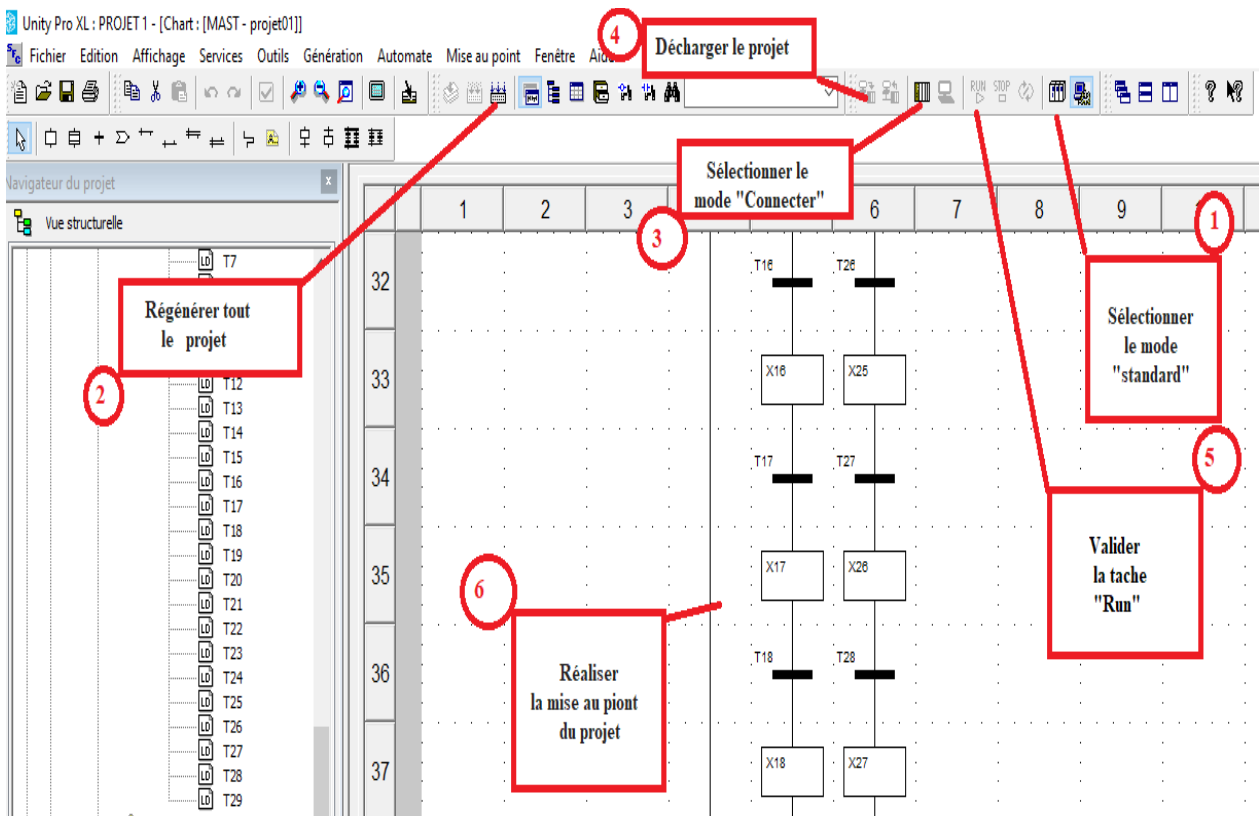 Unity Pro XL : PROJET 1 - [Chart : [MAST - projet01]]
Fichier Edition Affichage Services Outils Génération Automate Mise au point Fenêtre
4
Décharger le projet
RUN STOP
Navigateur du projet
Vue structurelle
Sélectionner le
mode "Connecter"
3
1
1 2 3 6 7 8 9
T7
Régénérer tout
le projet
2
T12
T13
T14
T15
T16
T17
T18
T19
T20
T21
T22
T23
T24
T25
T26
T27
T28
T29
32
T16 T26
33
X16 X25
34
T17 T27
35
X17 X26
36
T18 T28
37
X18 X27
Sélectionner
le mode
"standard"
5
Valider
la tache
"Run"
6
Réaliser
la mise au piont
du projet